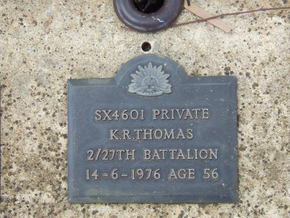 SX4601 PRIVATE
K.R.THOMAS
2/27TH BATTALION
14-6-1976 AGE 56